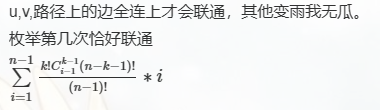 u,v,路径上的边全连上才会联通，其他变雨我无瓜。
枚举第几次恰好联通
$\sum_{i=1}^{n-1} \frac{k!C_{i-1}^{k-1}(n-k-1)!}{(n-1)!} * i$